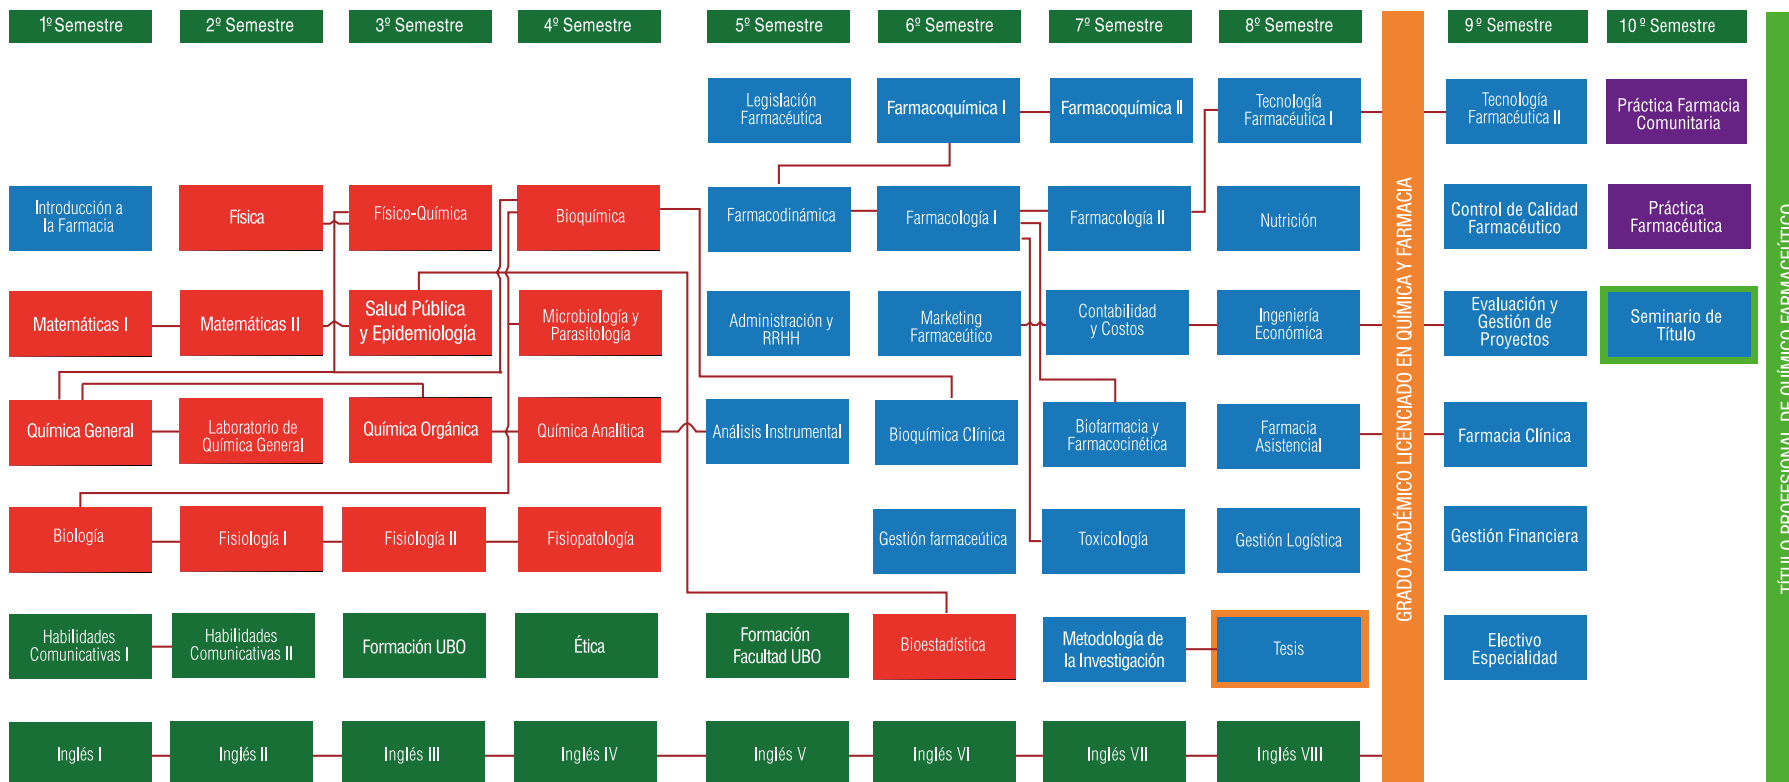 1º Semestre
2º Semestre
3º Semestre
4º Semestre
5º Semestre
6º Semestre
7º Semestre
8º Semestre
9º Semestre
10º Semestre
Legislación
Farmacéutica
Farmacoquímica I
Farmacoquímica II
Tecnología
Farmacéutica I
Tecnología
Farmacéutica II
Práctica Farmacia
Comunitaria
Introducción a
la Farmacia
Física
Físico-Química
Bioquímica
Farmacodinámica
Farmacología I
Farmacología II
Nutrición
Control de Calidad
Farmacéutico
Práctica
Farmacéutica
Matemáticas I
Matemáticas II
Salud Pública
y Epidemiología
Microbiología y
Parasitología
Administración y
RRHH
Marketing
Farmaceútico
Contabilidad
y Costos
Ingeniería
Económica
Evaluación y
Gestión de
Proyectos
Seminario de
Título
Química General
Laboratorio de
Química General
Química Orgánica
Química Analítica
Análisis Instrumental
Bioquímica Clínica
Biofarmacia y
Farmacocinética
Farmacia
Asistencial
Farmacia Clínica
Biología
Fisiología I
Fisiología II
Fisiopatología
Gestión farmaceútica
Toxicología
Gestión Logística
Gestión Financiera
Habilidades
Comunicativas I
Habilidades
Comunicativas II
Formación UBO
Ética
Formación
Facultad UBO
Bioestadística
Metodología de
la Investigación
Tesis
Electivo
Especialidad
Inglés I
Inglés II
Inglés III
Inglés IV
Inglés V
Inglés VI
Inglés VII
Inglés VIII
GRADO ACADÉMICO LICENCIADO EN QUÍMICA Y FARMACIA
TÍTULO PROFESIONAL DE QUÍMICO FARMACEÚTICO